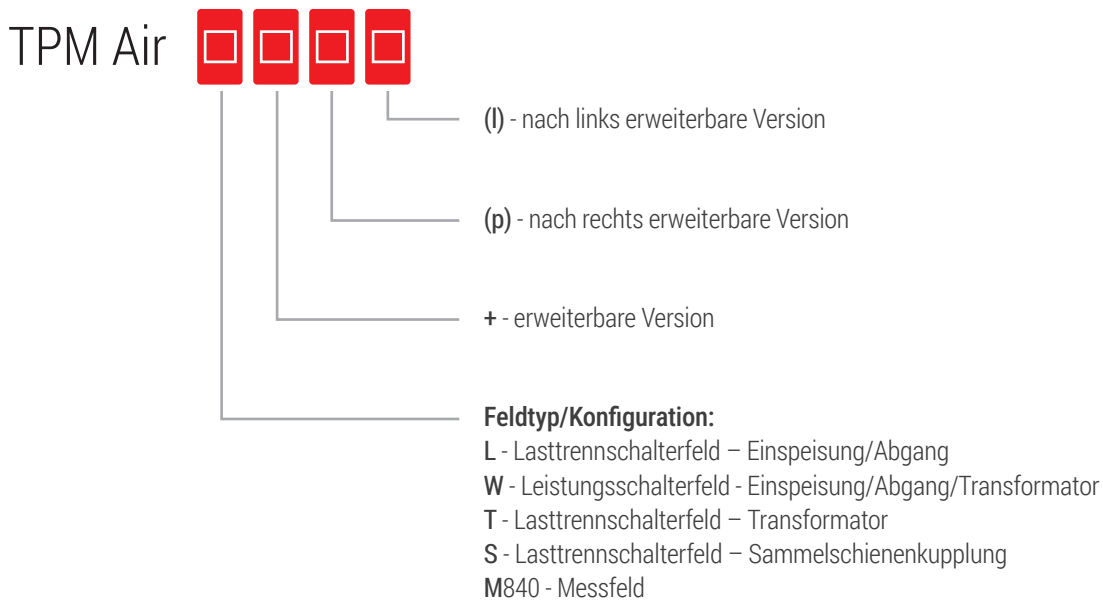 TPM Air
(l) - nach links erweiterbare Version
(p) - nach rechts erweiterbare Version
+ - erweiterbare Version
Feldtyp/Konfiguration:
L - Lasttrennschalterfeld – Einspeisung/Abgang
W - Leistungsschalterfeld - Einspeisung/Abgang/Transformator
T - Lasttrennschalterfeld – Transformator
S - Lasttrennschalterfeld – Sammelschienenkupplung
M840 - Messfeld